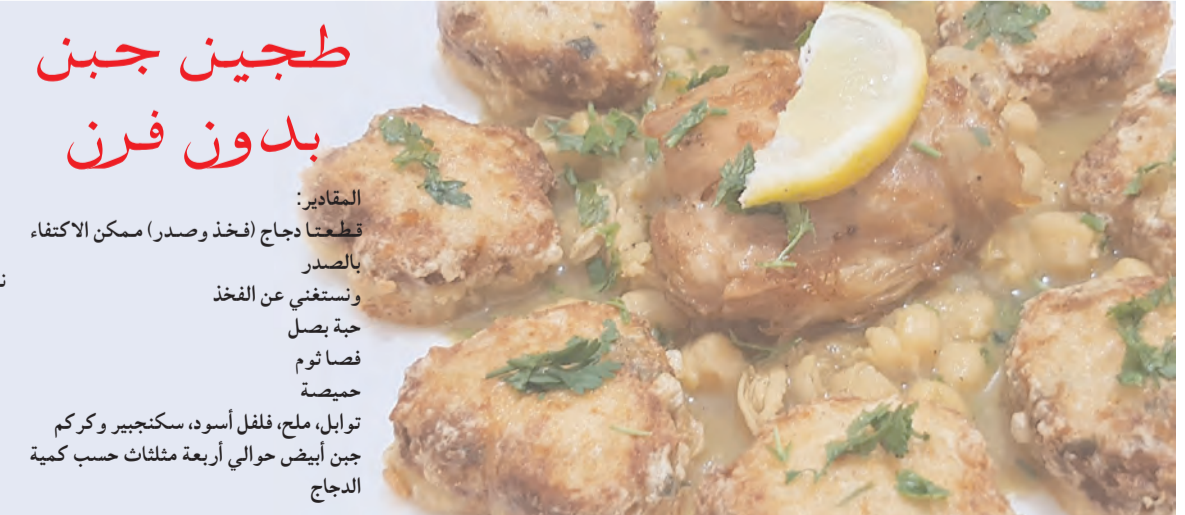 طجين جبن
بدون فرن
المقادير:
قطعتا دجاج (فخذ وصدر) ممكن الاكتفاء
بالصدر
ونستغني عن الفخذ
حبة بصل
فصا ثوم
حميصة
توابل، ملح، فلفل أسود، سكنجبير وكركم
جبن أبيض حوالي أربعة مثلثاث حسب كمية
الدجاج